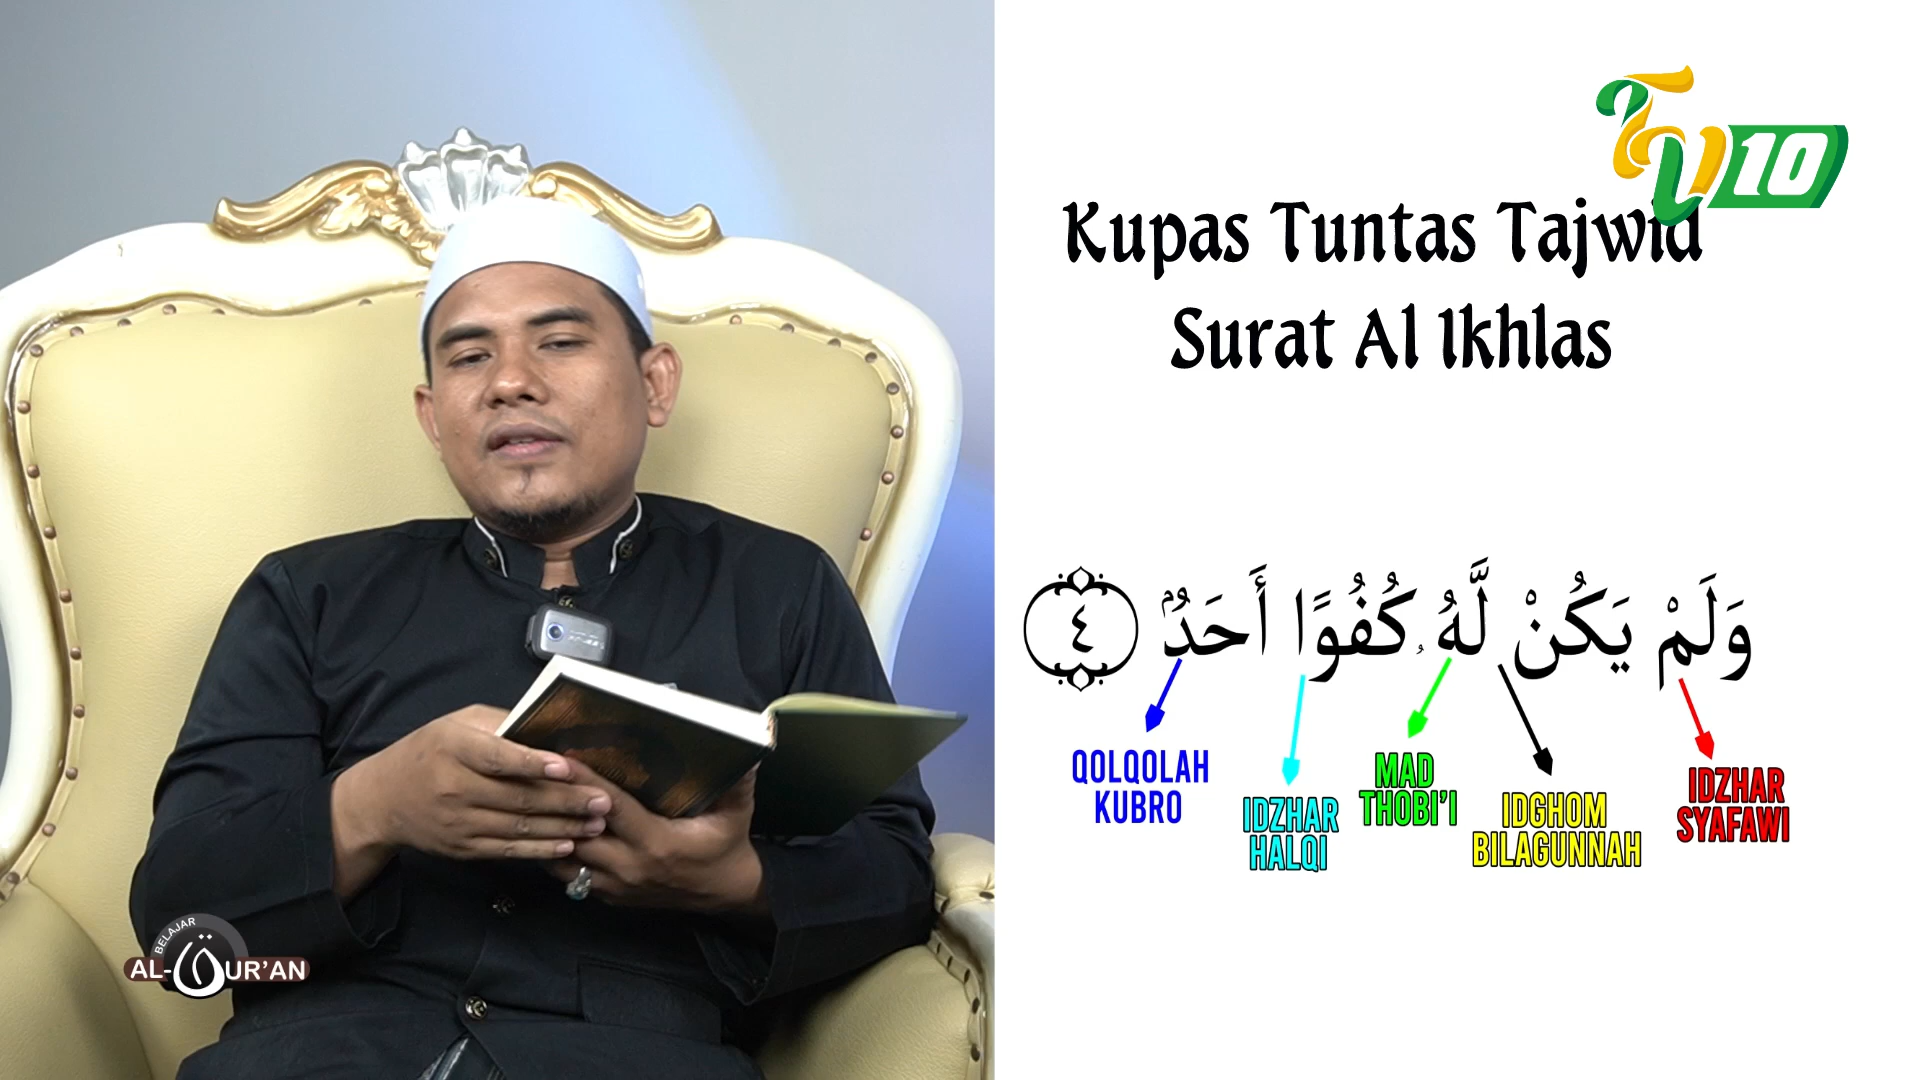 TV10
Kupas Tuntas Tajwid
Surat Al Ikhlas
وَلَمْ يَكُنْ لَّهُۥ كُفُوًا أَحَدٌۢ ٤
QOLQOLAH
KUBRO
IDZHAR
HALQI
MAD
THOBI'I
IDGHOM
BILAGUNNAH
IDZHAR
SYAFAWI
BELAJAR
AL-QUR'AN